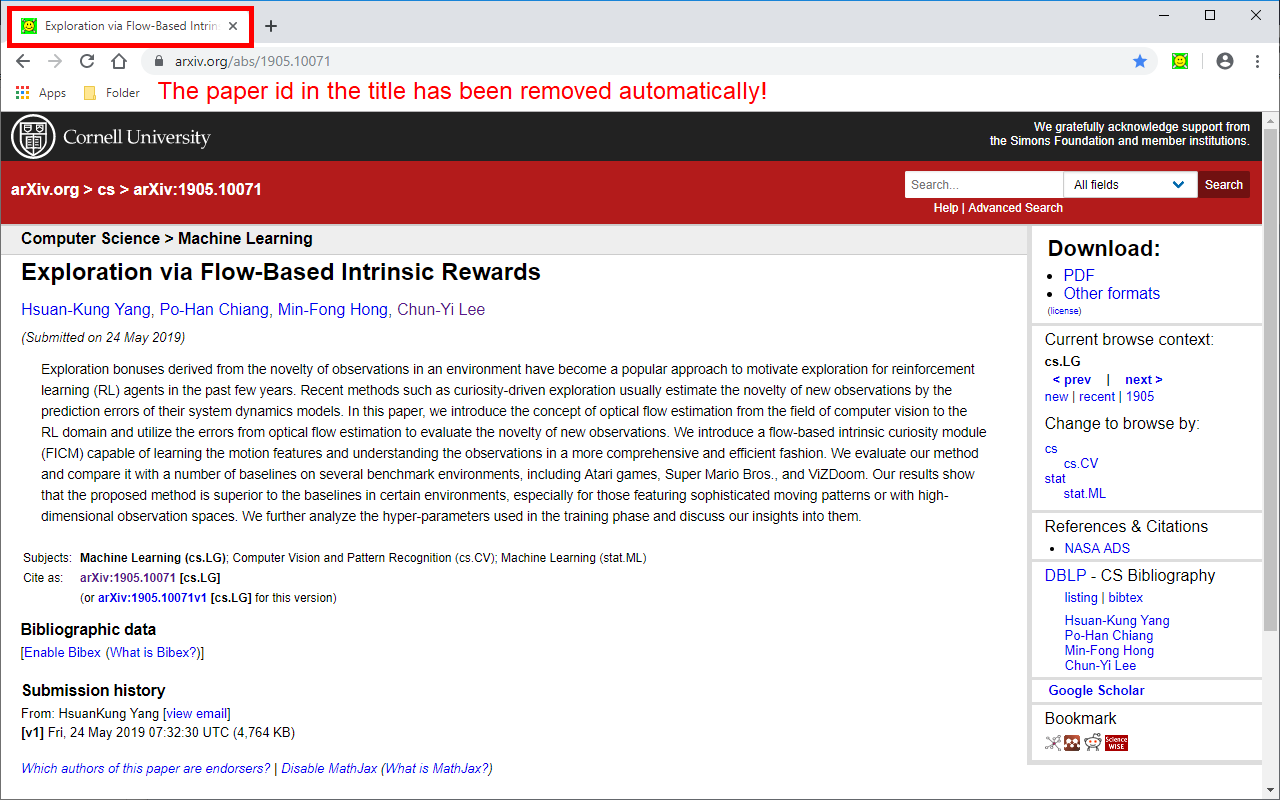 Exploration via Flow-Based Intrin
arxiv.org/abs/1905.10071
Apps Folder The paper id in the title has been removed automatically!
Cornell University
We gratefully acknowledge support from
the Simons Foundation and member institutions.
arXiv.org > cs > arXiv:1905.10071
Search... All fields Search
Help | Advanced Search
Computer Science > Machine Learning
Exploration via Flow-Based Intrinsic Rewards
Hsuan-Kung Yang, Po-Han Chiang, Min-Fong Hong, Chun-Yi Lee
(Submitted on 24 May 2019)
Exploration bonuses derived from the novelty of observations in an environment have become a popular approach to motivate exploration for reinforcement
learning (RL) agents in the past few years. Recent methods such as curiosity-driven exploration usually estimate the novelty of new observations by the
prediction errors of their system dynamics models. In this paper, we introduce the concept of optical flow estimation from the field of computer vision to the
RL domain and utilize the errors from optical flow estimation to evaluate the novelty of new observations. We introduce a flow-based intrinsic curiosity module
(FICM) capable of learning the motion features and understanding the observations in a more comprehensive and efficient fashion. We evaluate our method
and compare it with a number of baselines on several benchmark environments, including Atari games, Super Mario Bros., and ViZDoom. Our results show
that the proposed method is superior to the baselines in certain environments, especially for those featuring sophisticated moving patterns or with high-
dimensional observation spaces. We further analyze the hyper-parameters used in the training phase and discuss our insights into them.
Subjects: Machine Learning (cs.LG); Computer Vision and Pattern Recognition (cs.CV); Machine Learning (stat.ML)
Cite as: arXiv:1905.10071 [cs.LG]
(or arXiv:1905.10071v1 [cs.LG] for this version)
Bibliographic data
[Enable Bibex (What is Bibex?)]
Submission history
From: HsuanKung Yang [view email]
[v1] Fri, 24 May 2019 07:32:30 UTC (4,764 KB)
Which authors of this paper are endorsers? | Disable MathJax (What is MathJax?)
Download:
PDF
Other formats
(license)
Current browse context:
cs.LG
< prev | next >
new | recent | 1905
Change to browse by:
cs
cs.CV
stat
stat.ML
References & Citations
NASA ADS
DBLP - CS Bibliography
listing | bibtex
Hsuan-Kung Yang
Po-Han Chiang
Min-Fong Hong
Chun-Yi Lee
Google Scholar
Bookmark
Science
WISE